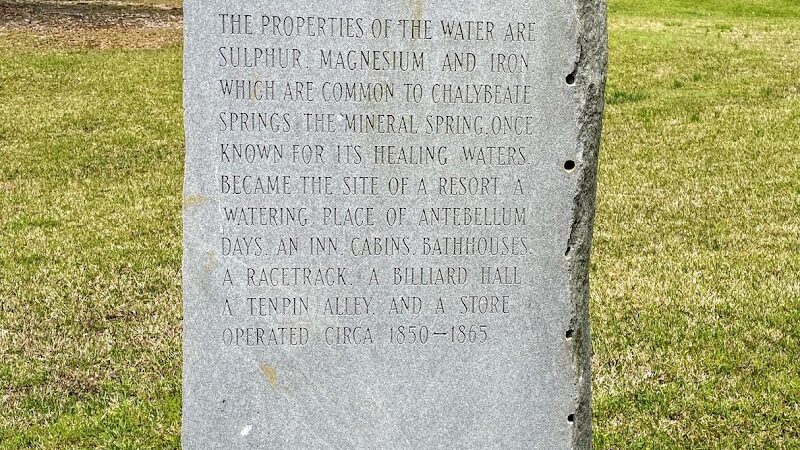 THE PROPERTIES OF THE WATER ARE
SULPHUR, MAGNESIUM, AND IRON
WHICH ARE COMMON TO CHALYBEATE
SPRINGS. THE MINERAL SPRING, ONCE
KNOWN FOR ITS HEALING WATERS,
BECAME THE SITE OF A RESORT, A
WATERING PLACE OF ANTEBELLUM
DAYS. AN INN, CABINS, BATHHOUSES,
A RACETRACK, A BILLIARD HALL,
A TENPIN ALLEY, AND A STORE
OPERATED CIRCA 1850–1865.